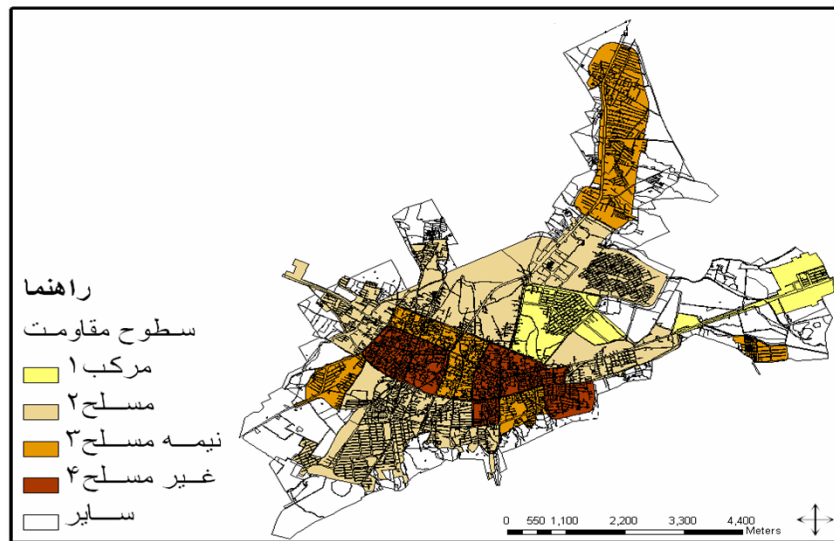 راهنما
سطوح مقاومت
مرکب۱
مسلح۲
نیمه مسلح۳
غیر مسلح۴
سایر
0 550 1,100 2,200 3,300 4,400
Meters